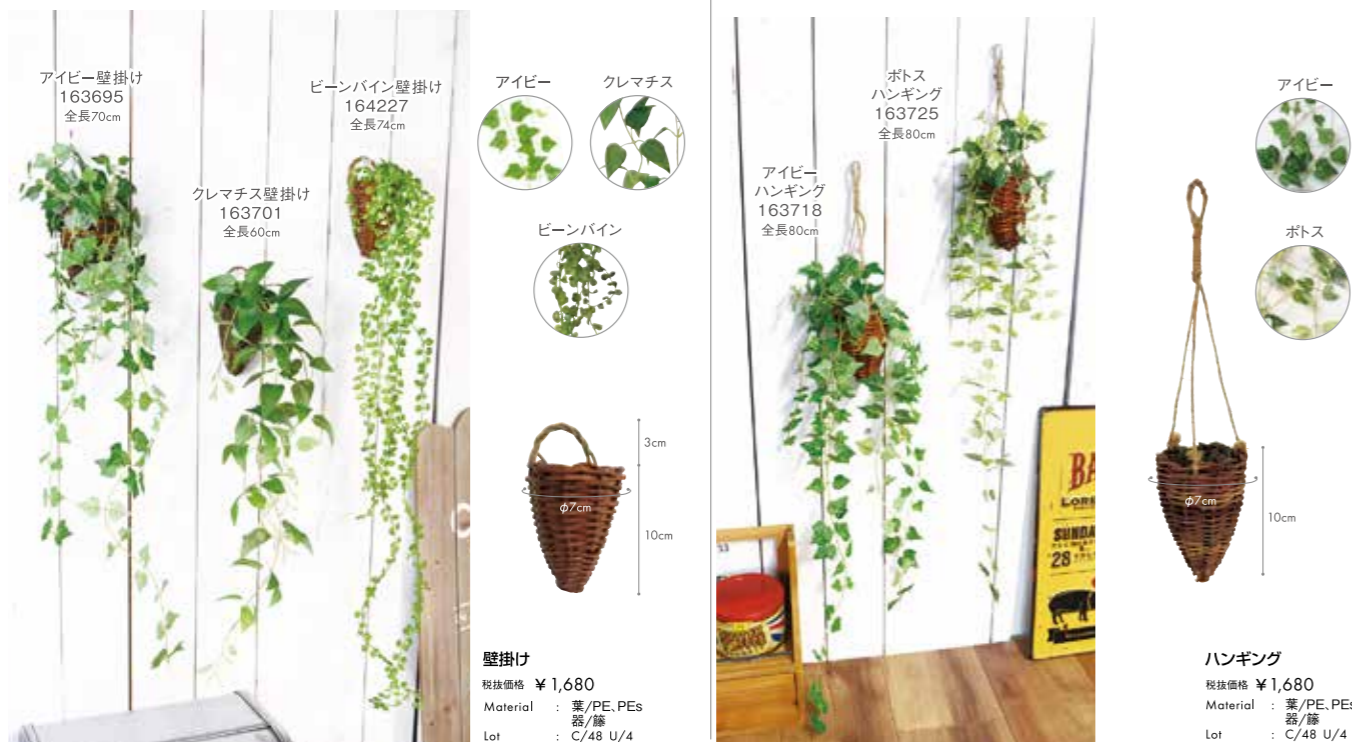 アイビー壁掛け
163695
全長70cm
ビーンバイン壁掛け
164227
全長74cm
クレマチス壁掛け
163701
全長60cm
アイビー
クレマチス
ビーンバイン
3cm
φ7cm
10cm
壁掛け
税抜価格 ¥1,680
Material : 葉/PE、PEs
器/籐
Lot : C/48 U/4
ポトス
ハンギング
163725
全長80cm
アイビー
ハンギング
163718
全長80cm
BA
LORE
SUNDA
28
アイビー
ポトス
φ7cm
10cm
ハンギング
税抜価格 ¥1,680
Material : 葉/PE、PEs
器/籐
Lot : C/48 U/4